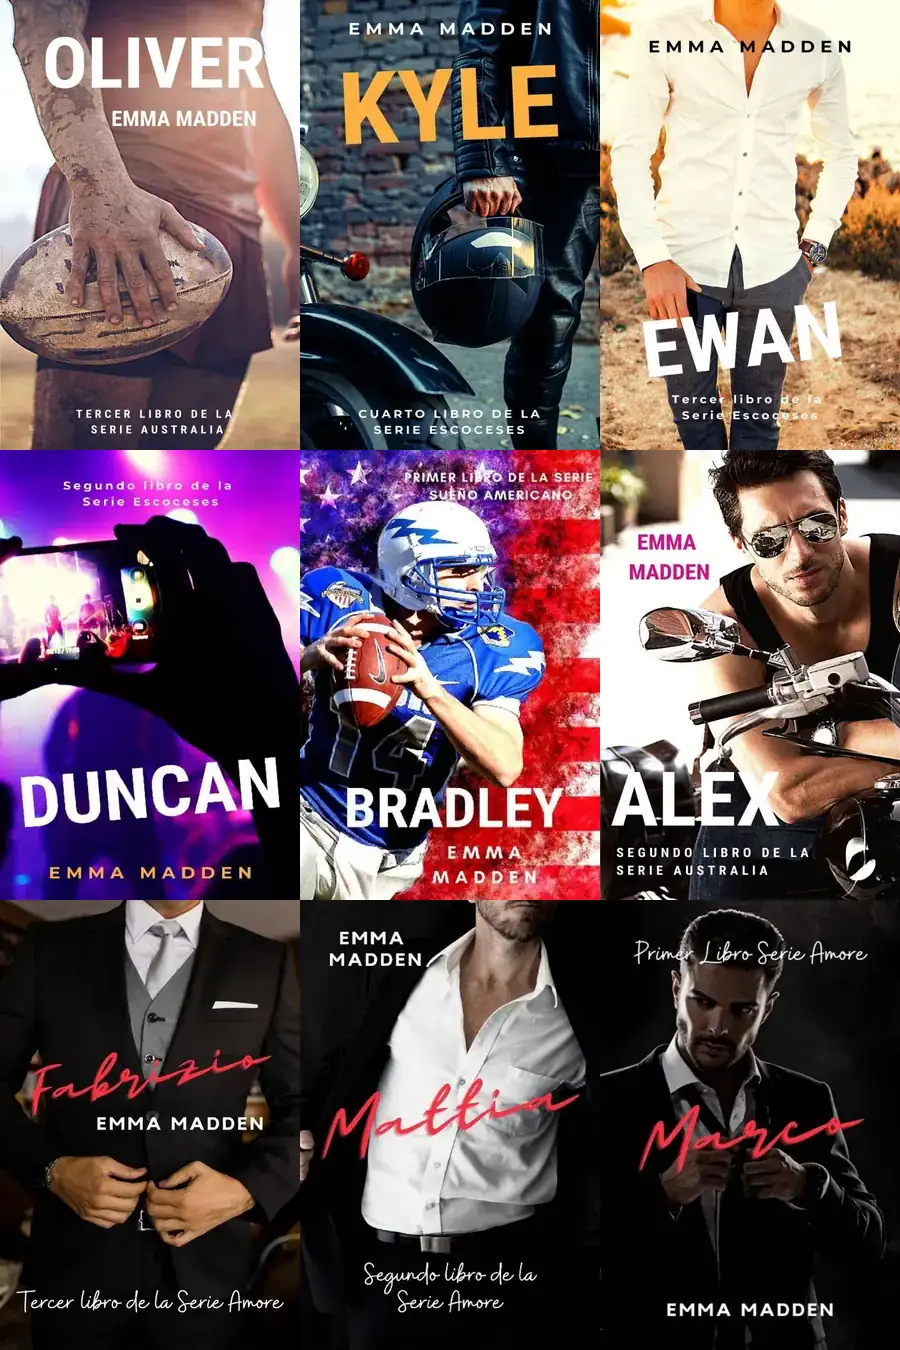 OLIVER
EMMA MADDEN
TERCER LIBRO DE LA
SERIE AUSTRALIA
EMMA MADDEN
KYLE
CUARTO LIBRO DE LA
SERIE ESCOCESES
EMMA MADDEN
EWAN
Tercer libro de la
Serie Escoceses
Segundo libro de la
Serie Escoceses
DUNCAN
EMMA MADDEN
PRIMER LIBRO DE LA SERIE
SUEÑO AMERICANO
14
BRADLEY
EMMA
MADDEN
EMMA
MADDEN
ALEX
SEGUNDO LIBRO DE LA
SERIE AUSTRALIA
Fabrizio
EMMA MADDEN
Tercer libro de la Serie Amore
EMMA
MADDEN
Mattia
Segundo libro de la
Serie Amore
Primer Libro Serie Amore
Marco
EMMA MADDEN